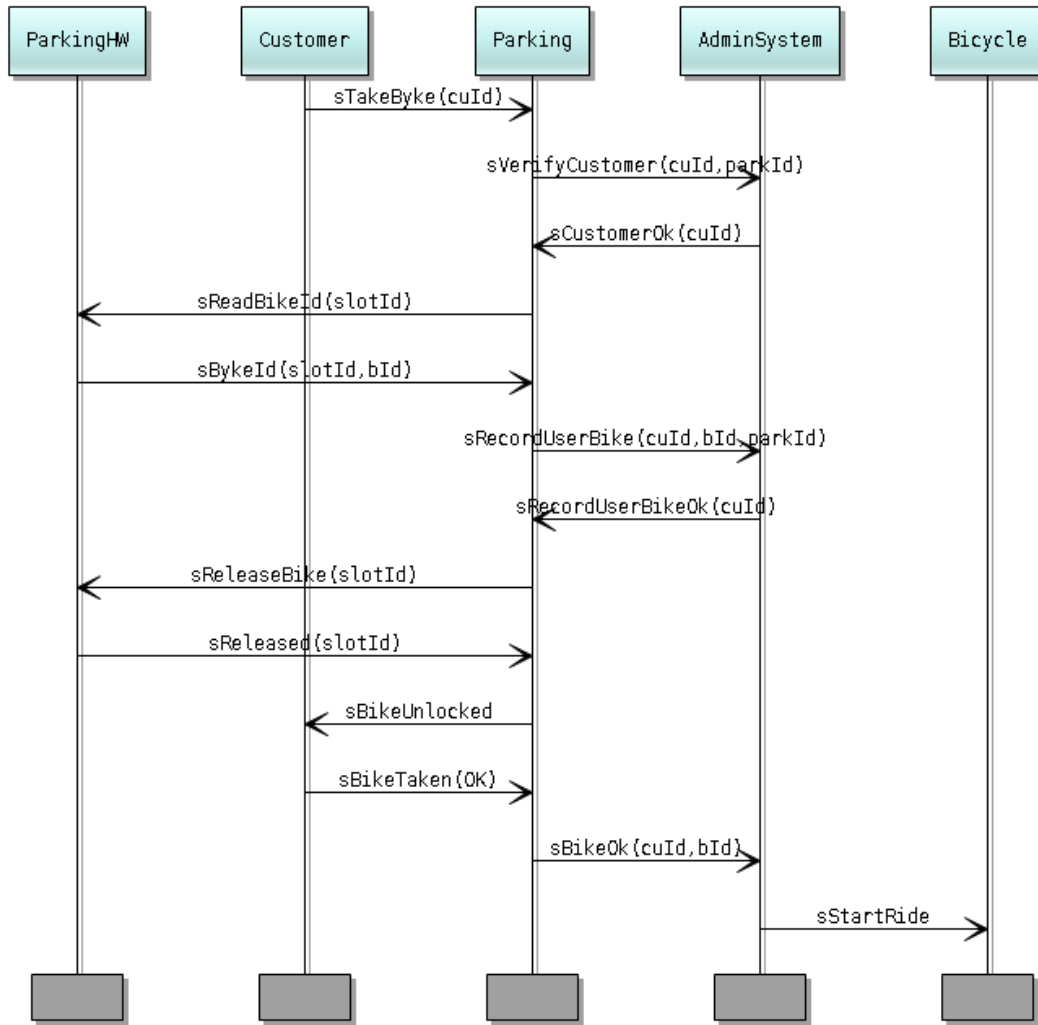 ParkingHW
Customer
Parking
AdminSystem
Bicycle
sTakeByke(cuId)
sVerifyCustomer(cuId,parkId)
sCustomerOk(cuId)
sReadBikeId(slotId)
sBykeId(slotId,bId)
sRecordUserBike(cuId,bId,parkId)
sRecordUserBikeOk(cuId)
sReleaseBike(slotId)
sReleased(slotId)
sBikeUnlocked
sBikeTaken(OK)
sBikeOk(cuId,bId)
sStartRide